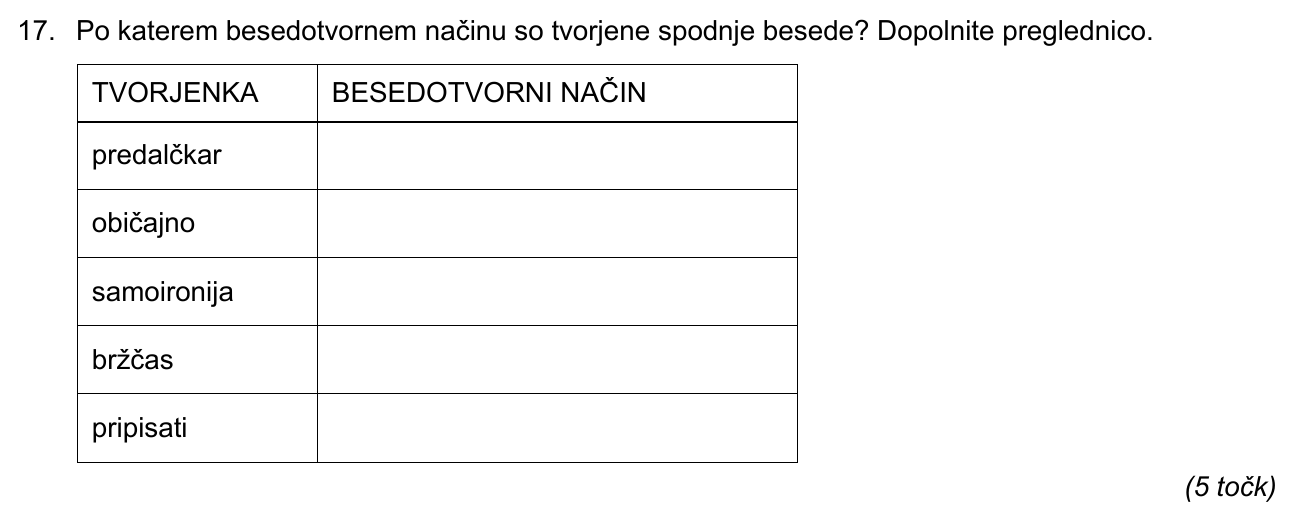 17. Po katerem besedotvornem načinu so tvorjene spodnje besede? Dopolnite preglednico.
TVORJENKA BESEDOTVORNI NAČIN
predalčkar
običajno
samoironija
bržčas
pripisati
(5 točk)